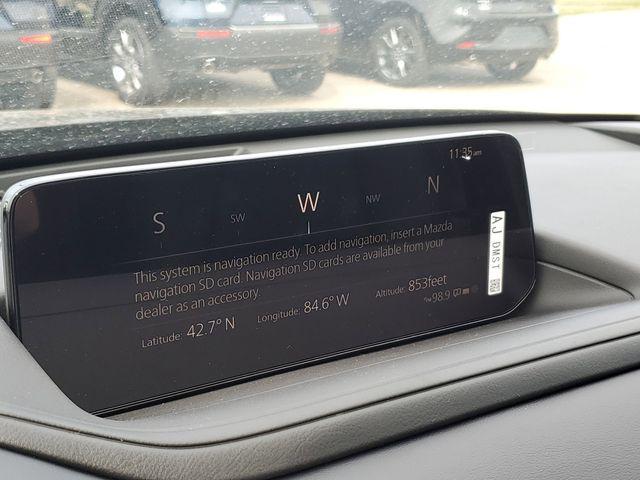 11:35 am
S SW W NW N
This system is navigation ready. To add navigation, insert a Mazda
navigation SD card. Navigation SD cards are available from your
dealer as an accessory.
Latitude: 42.7° N Longitude: 84.6° W Altitude: 853feet
98.9
AJ DMST